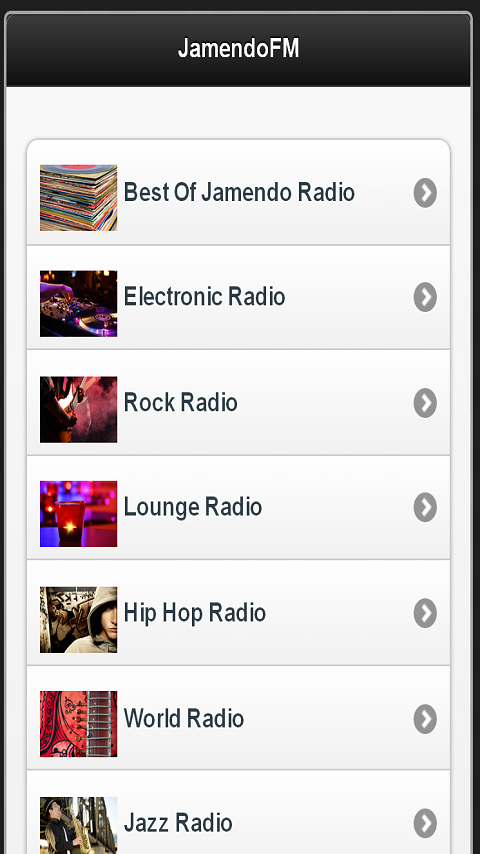 JamendoFM
Best Of Jamendo Radio
Electronic Radio
Rock Radio
Lounge Radio
Hip Hop Radio
World Radio
Jazz Radio